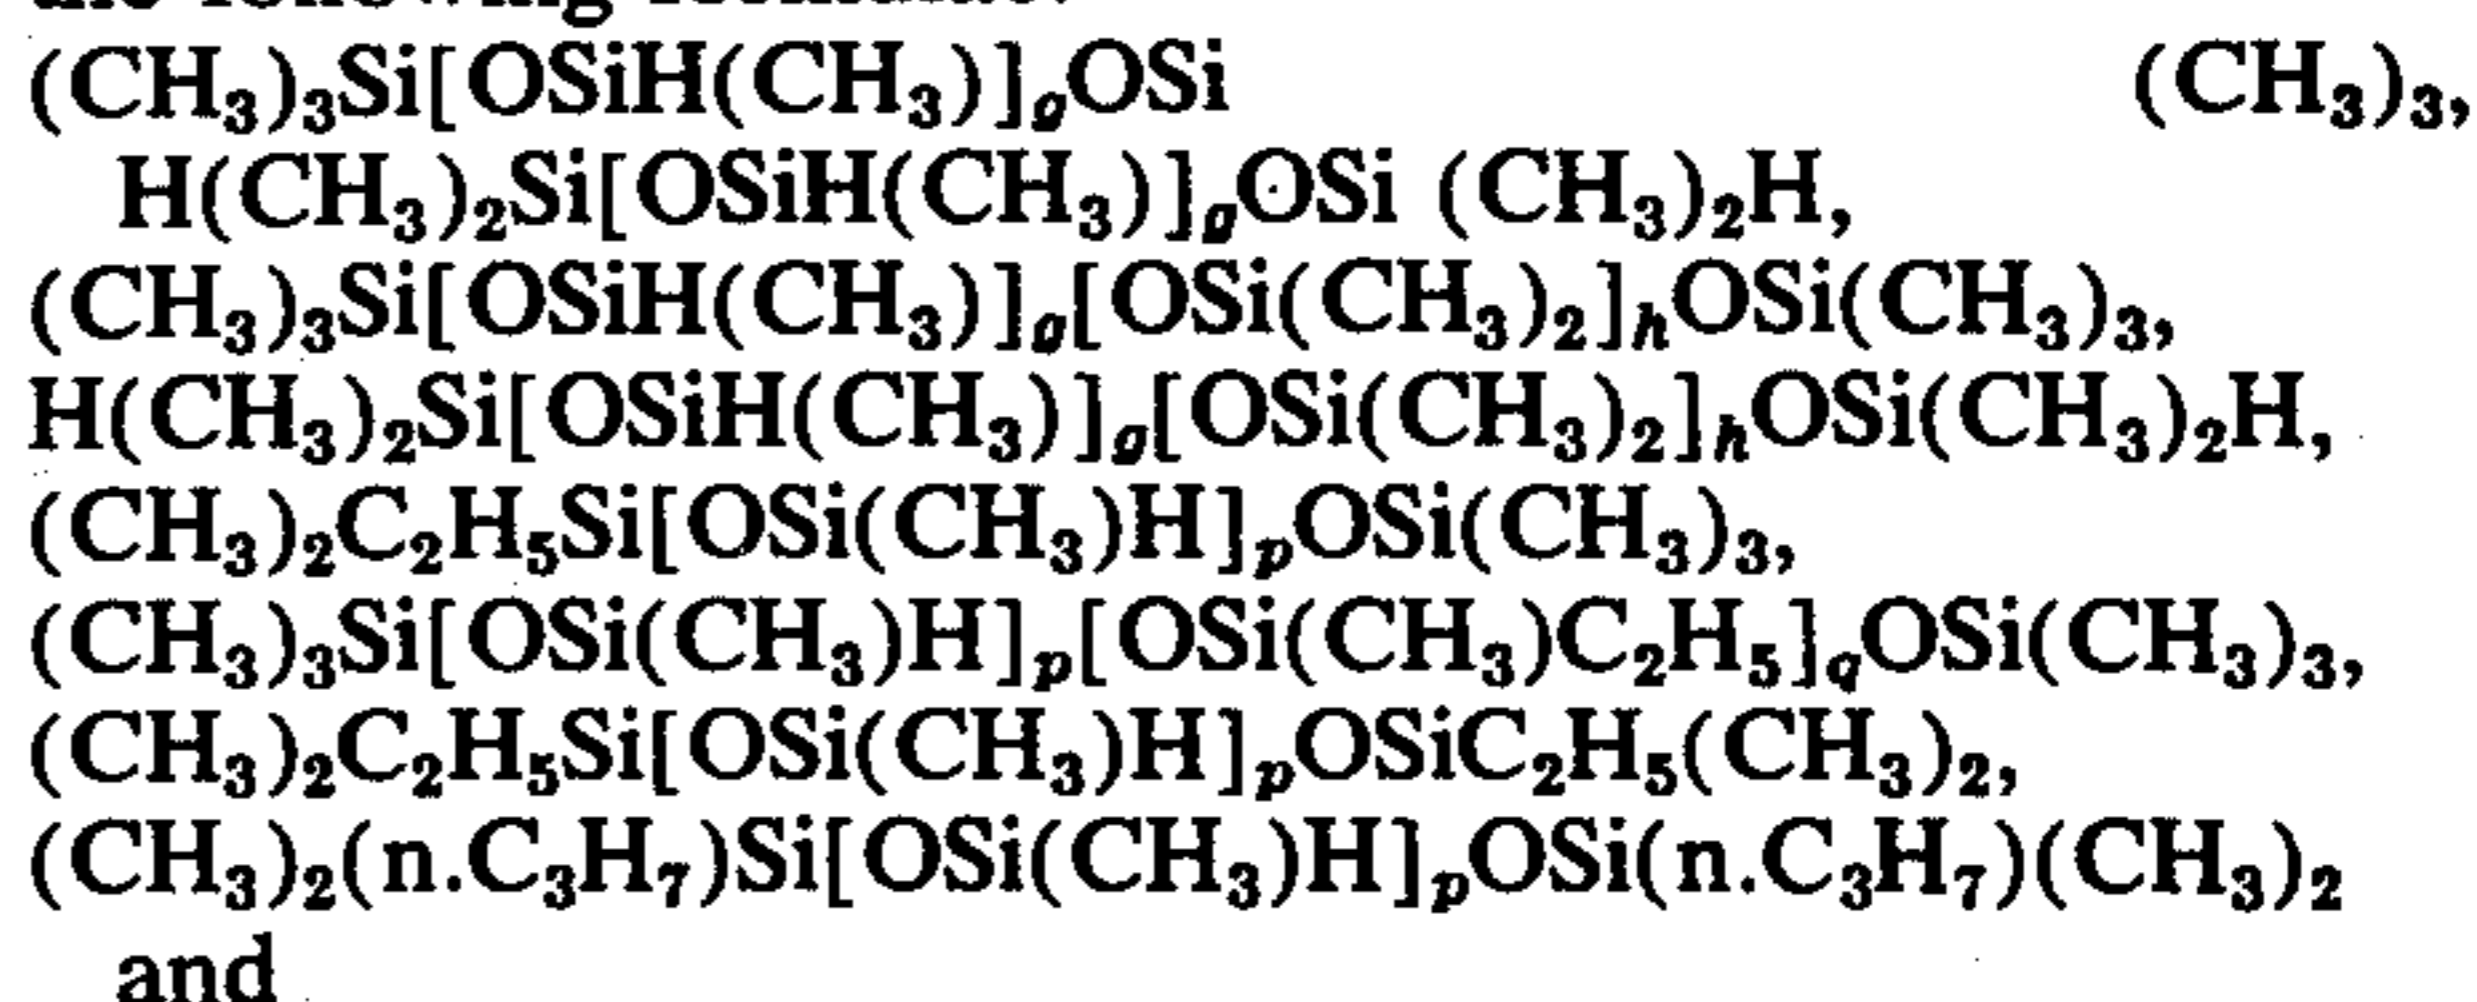 (CH₃)₃Si[OSiH(CH₃)]gOSi (CH₃)₃,
H(CH₃)₂Si[OSiH(CH₃)]gOSi (CH₃)₂H,
(CH₃)₃Si[OSiH(CH₃)]g[OSi(CH₃)₂]hOSi(CH₃)₃,
H(CH₃)₂Si[OSiH(CH₃)]g[OSi(CH₃)₂]hOSi(CH₃)₂H,
(CH₃)₂C₂H₅Si[OSi(CH₃)H]pOSi(CH₃)₃,
(CH₃)₃Si[OSi(CH₃)H]p[OSi(CH₃)C₂H₅]qOSi(CH₃)₃,
(CH₃)₂C₂H₅Si[OSi(CH₃)H]pOSiC₂H₅(CH₃)₂,
(CH₃)₂(n.C₃H₇)Si[OSi(CH₃)H]pOSi(n.C₃H₇)(CH₃)₂
and